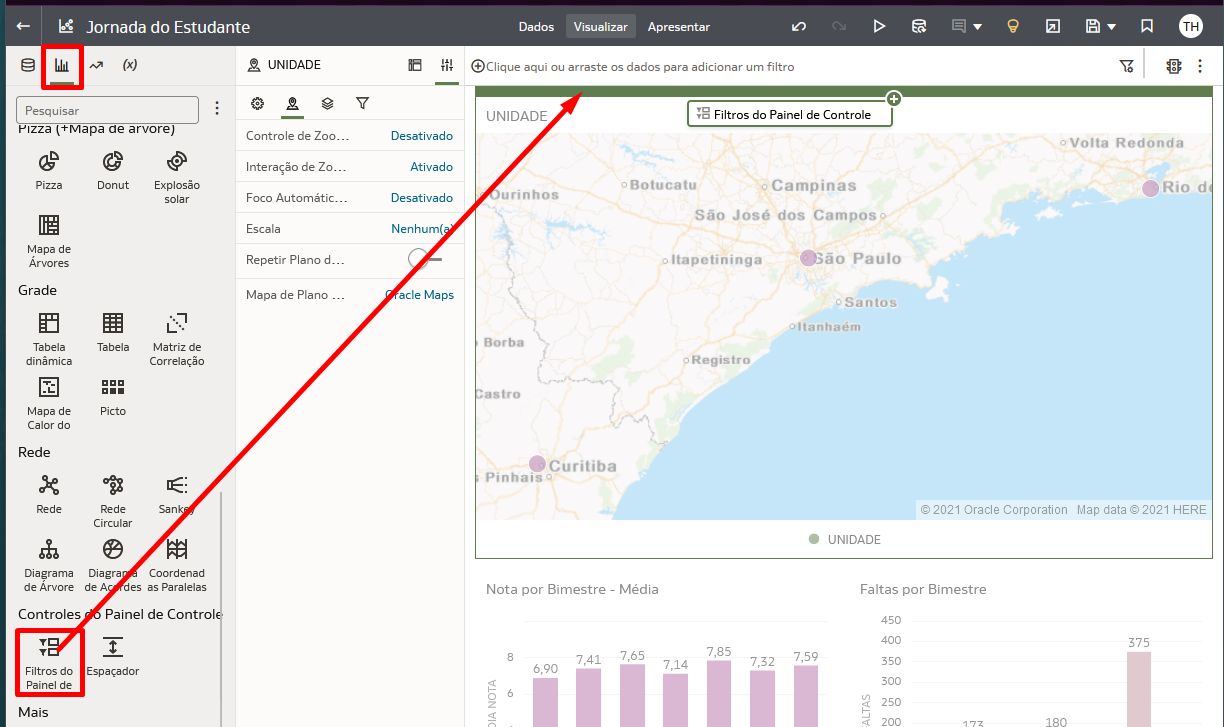 Jornada do Estudante
Dados
Visualizar
Apresentar
TH
(x)
UNIDADE
Clique aqui ou arraste os dados para adicionar um filtro
Pesquisar
Pizza (+Mapa de árvore)
Pizza
Donut
Explosão
solar
Mapa de
Árvores
Grade
Tabela
dinâmica
Tabela
Matriz de
Correlação
Mapa de
Calor do
Picto
Rede
Rede
Rede
Circular
Sankey
Diagrama
de Árvore
Diagrama
de Acordes
Coordenad
as Paralelas
Controles do Painel de Controle
Filtros do
Painel de
Espaçador
Mais
Controle de Zoo...
Desativado
Interação de Zo...
Ativado
Foco Automátic...
Desativado
Escala
Nenhum(a)
Repetir Plano d...
Mapa de Plano ...
Oracle Maps
UNIDADE
Filtros do Painel de Controle
Volta Redonda
Ourinhos
Botucatu
Campinas
Rio de
São José dos Campos
Itapetininga
São Paulo
Santos
Itanhaém
Borba
Registro
Castro
Curitiba
Pinhais
© 2021 Oracle Corporation Map data © 2021 HERE
UNIDADE
Nota por Bimestre - Média
8
6
DIA NOTA
6,90
7,41
7,65
7,14
7,85
7,32
7,59
Faltas por Bimestre
450
400
350
300
250
200
FALTAS
173
180
375